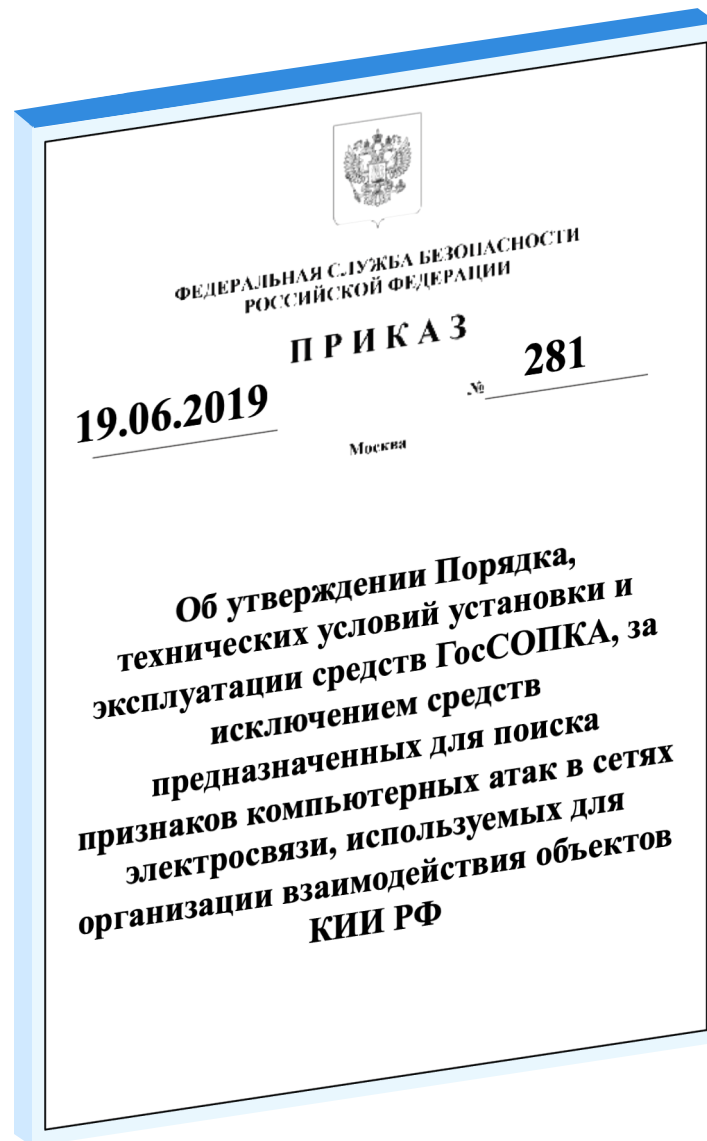 ФЕДЕРАЛЬНАЯ СЛУЖБА БЕЗОПАСНОСТИ
РОССИЙСКОЙ ФЕДЕРАЦИИ
ПРИКАЗ
19.06.2019 № 281
Москва
Об утверждении Порядка,
технических условий установки и
эксплуатации средств ГосСОПКА, за
исключением средств
предназначенных для поиска
признаков компьютерных атак в сетях
электросвязи, используемых для
организации взаимодействия объектов
КИИ РФ